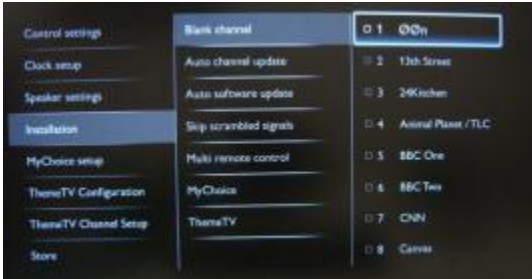 Control settings
Clock setup
Speaker settings
Installation
MyChoice setup
ThemeTV Configuration
ThemeTV Channel Setup
Store
Blank channel
Auto channel update
Auto software update
Skip scrambled signals
Multi remote control
MyChoice
ThemeTV
1 ØØn
2 13th Street
3 24Kitchen
4 Animal Planet / TLC
5 BBC One
6 BBC Two
7 CNN
8 Canvas